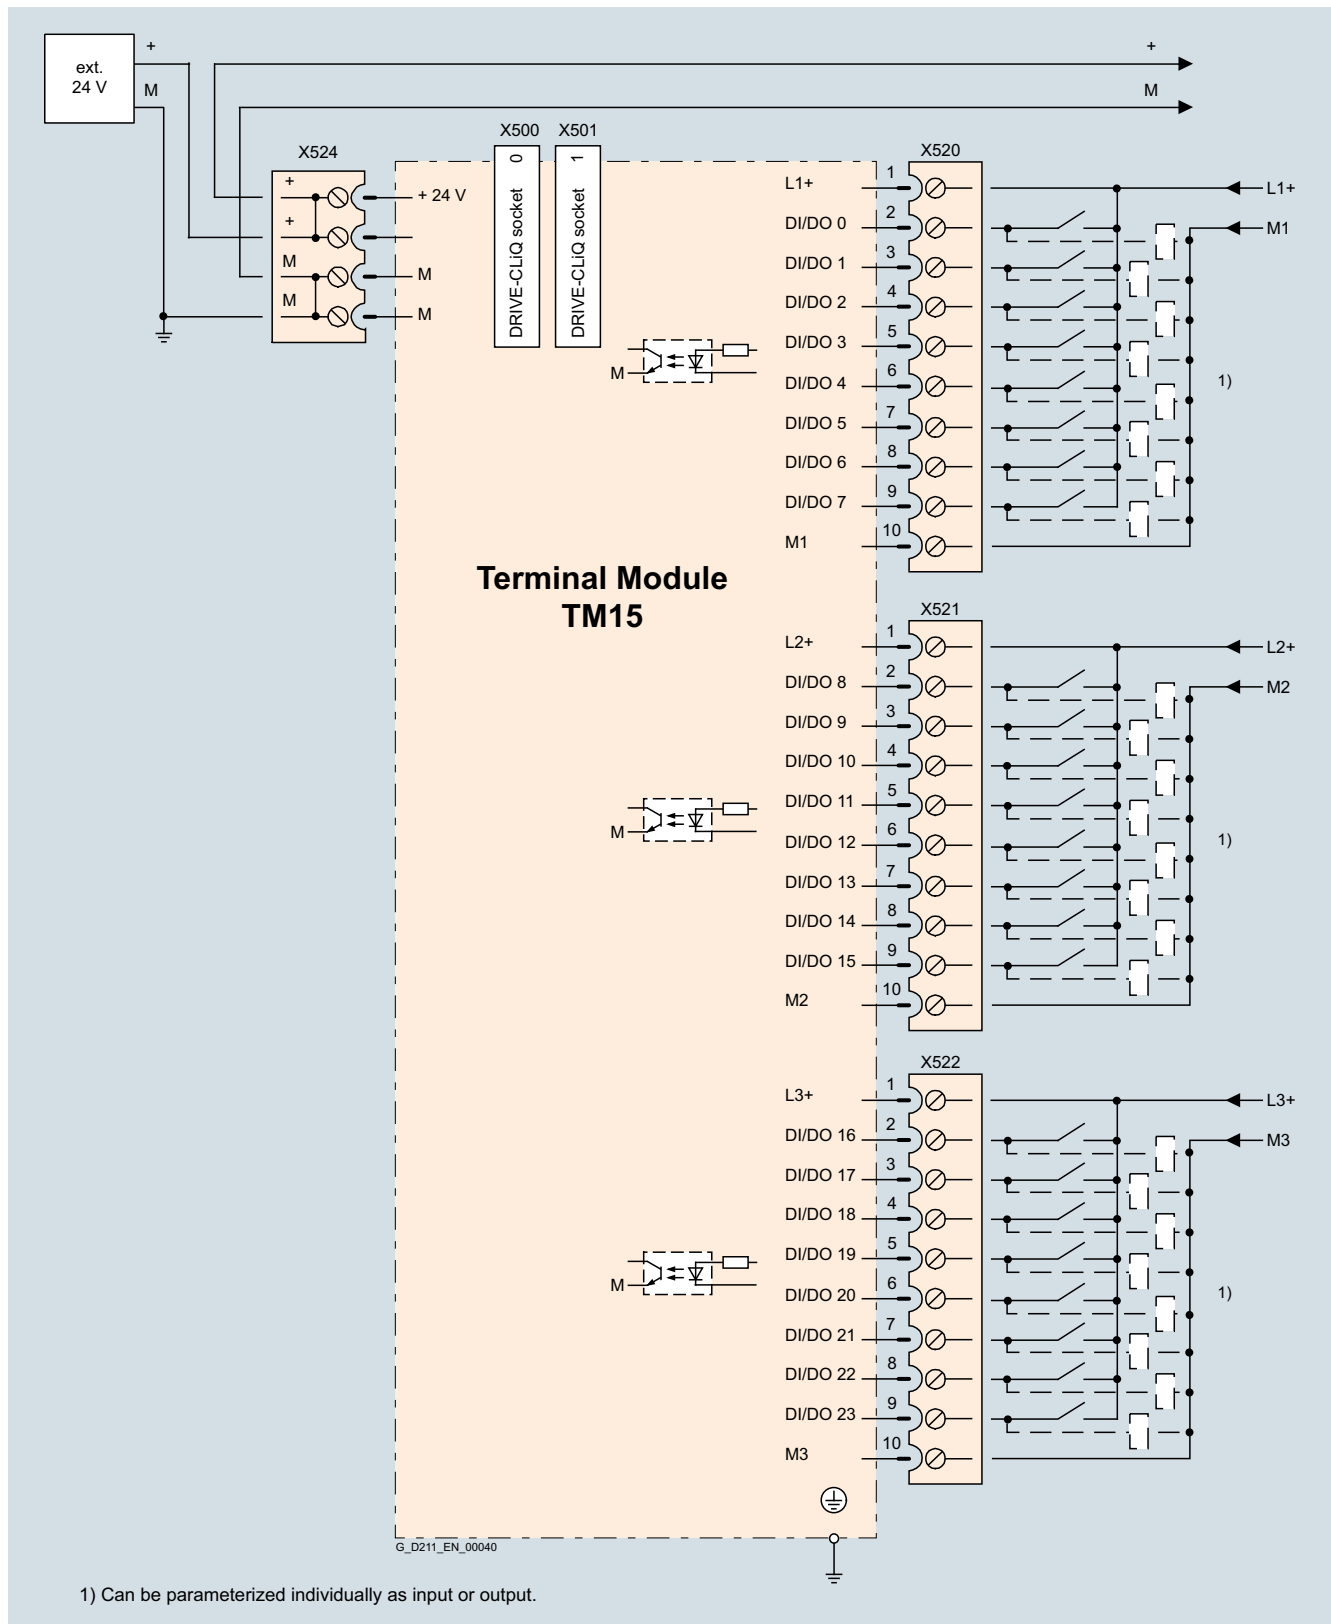 ext.
24 V
+
M
+
M
X524
+
+
M
M
+ 24 V
M
M
X500
X501
DRIVE-CLiQ socket 0
DRIVE-CLiQ socket 1
Terminal Module
TM15
M
X520
L1+ 1
DI/DO 0 2
DI/DO 1 3
DI/DO 2 4
DI/DO 3 5
DI/DO 4 6
DI/DO 5 7
DI/DO 6 8
DI/DO 7 9
M1 10
L1+
M1
1)
M
X521
L2+ 1
DI/DO 8 2
DI/DO 9 3
DI/DO 10 4
DI/DO 11 5
DI/DO 12 6
DI/DO 13 7
DI/DO 14 8
DI/DO 15 9
M2 10
L2+
M2
1)
M
X522
L3+ 1
DI/DO 16 2
DI/DO 17 3
DI/DO 18 4
DI/DO 19 5
DI/DO 20 6
DI/DO 21 7
DI/DO 22 8
DI/DO 23 9
M3 10
L3+
M3
1)
G_D211_EN_00040
1) Can be parameterized individually as input or output.